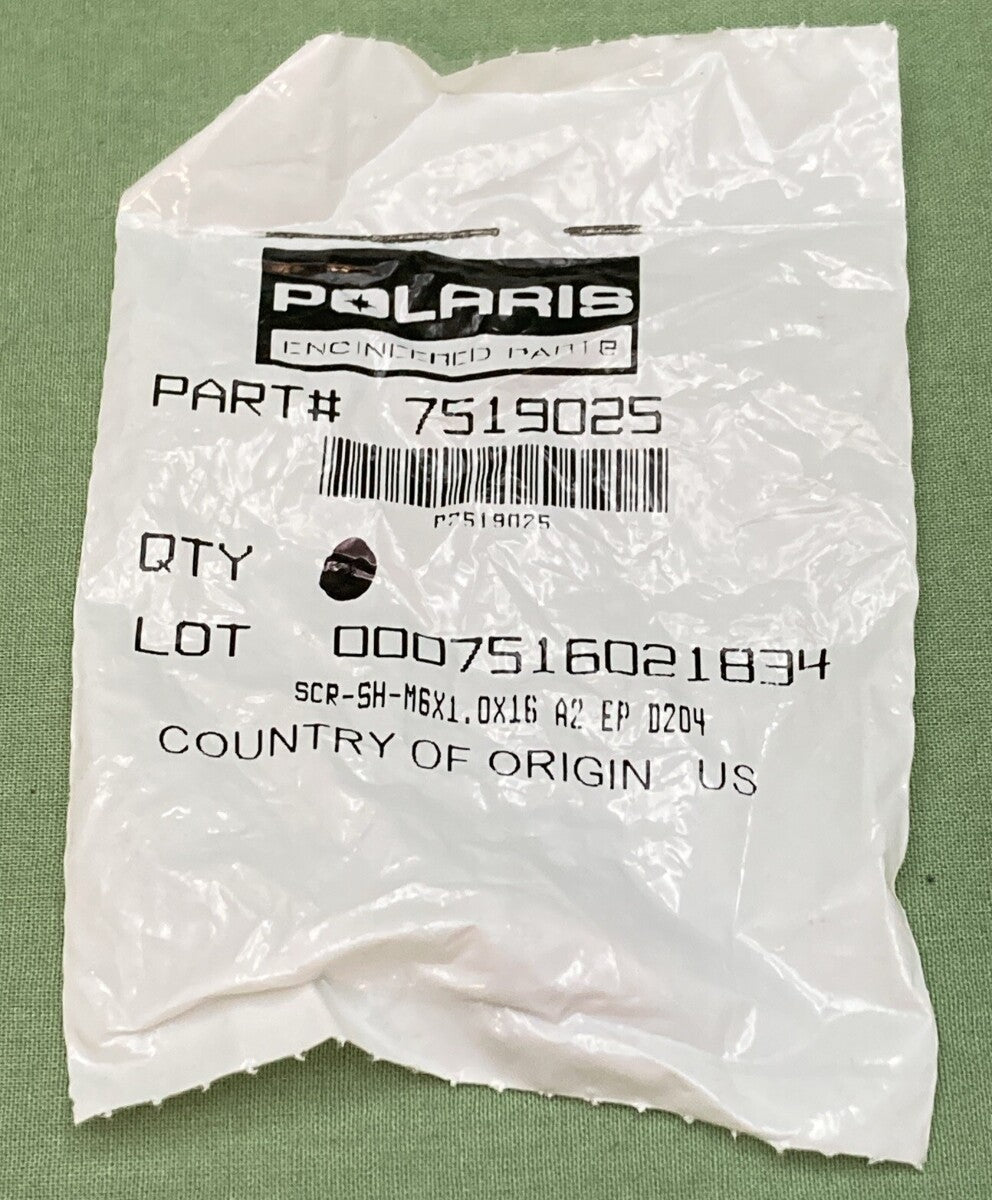 POLARIS
ENGINEERED PARTS
PART# 7519025
P7519025
QTY
LOT 0007516021834
SCR-SH-M6X1.0X16 A2 EP D204
COUNTRY OF ORIGIN US